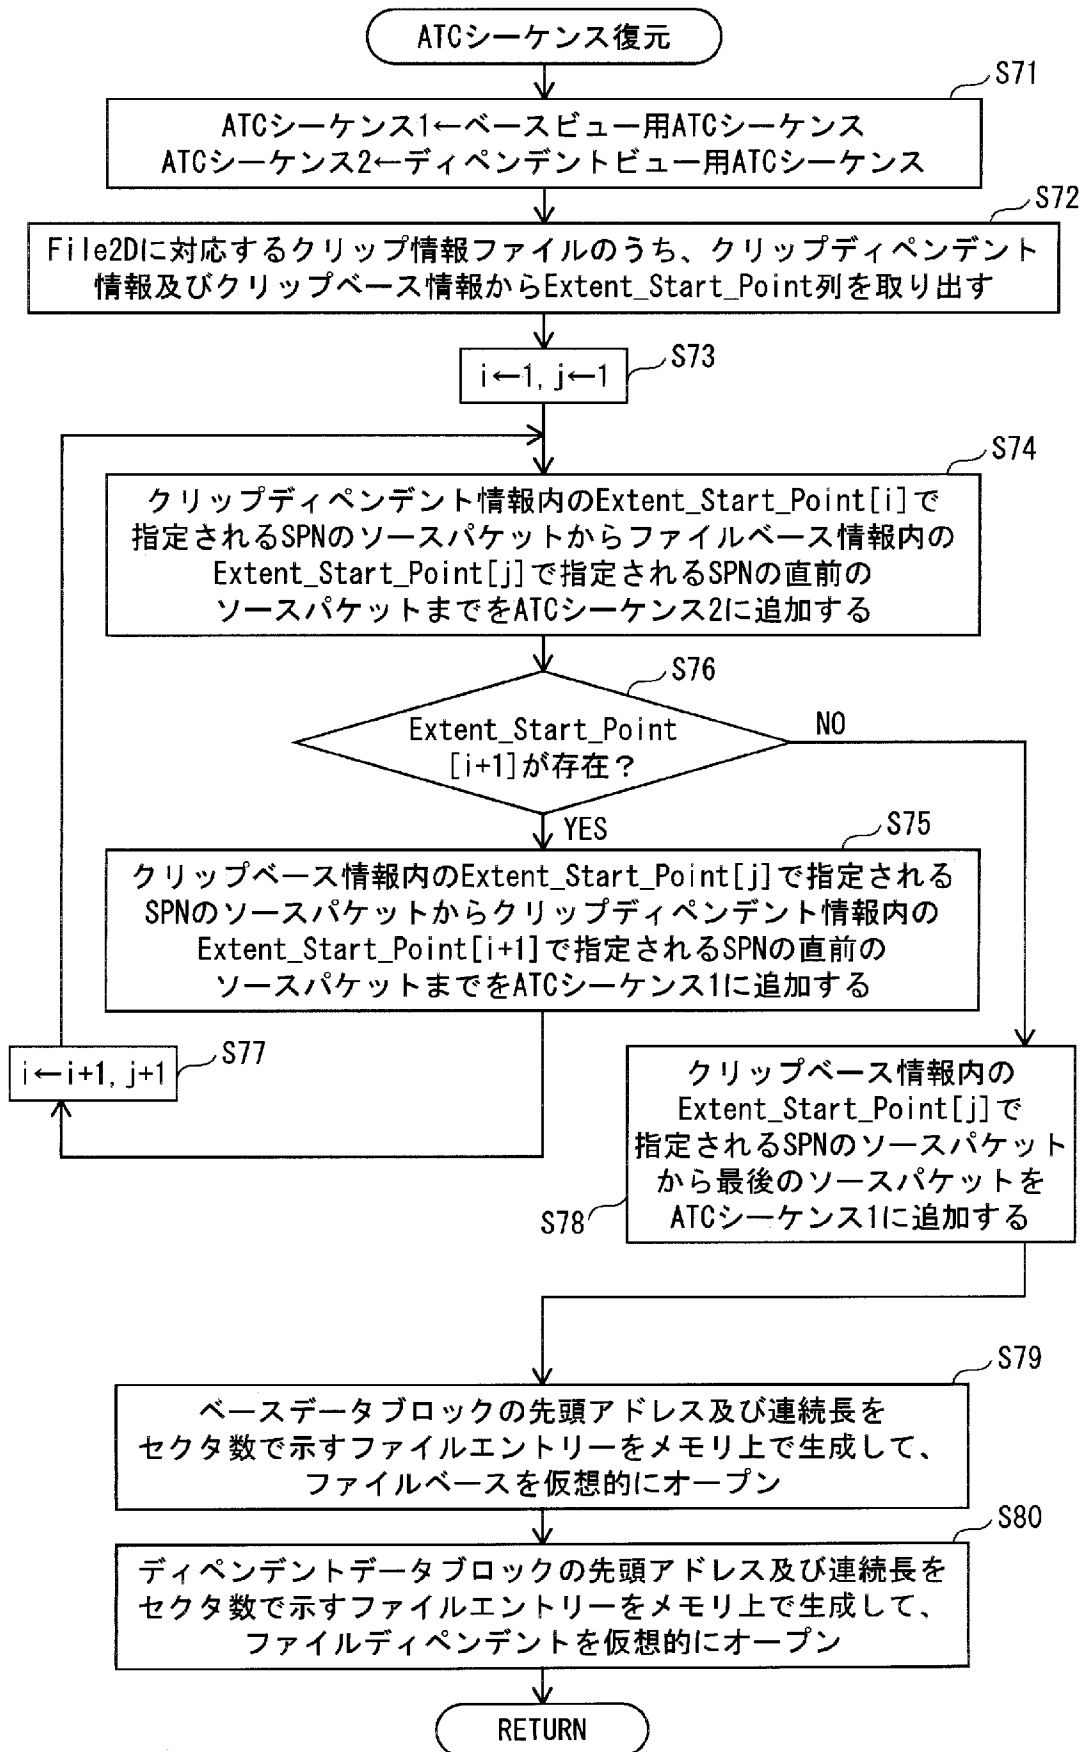 ATCシーケンス復元
S71
ATCシーケンス1←ベースビュー用ATCシーケンス
ATCシーケンス2←ディペンデントビュー用ATCシーケンス
S72
File2Dに対応するクリップ情報ファイルのうち、クリップディペンデント
情報及びクリップベース情報からExtent_Start_Point列を取り出す
S73
i←1, j←1
S74
クリップディペンデント情報内のExtent_Start_Point[i]で
指定されるSPNのソースパケットからファイルベース情報内の
Extent_Start_Point[j]で指定されるSPNの直前の
ソースパケットまでをATCシーケンス2に追加する
S76
Extent_Start_Point
[i+1]が存在?
NO
YES
S75
クリップベース情報内のExtent_Start_Point[j]で指定される
SPNのソースパケットからクリップディペンデント情報内の
Extent_Start_Point[i+1]で指定されるSPNの直前の
ソースパケットまでをATCシーケンス1に追加する
S77
i←i+1, j+1
クリップベース情報内の
Extent_Start_Point[j]で
指定されるSPNのソースパケット
から最後のソースパケットを
ATCシーケンス1に追加する
S78
S79
ベースデータブロックの先頭アドレス及び連続長を
セクタ数で示すファイルエントリーをメモリ上で生成して、
ファイルベースを仮想的にオープン
S80
ディペンデントデータブロックの先頭アドレス及び連続長を
セクタ数で示すファイルエントリーをメモリ上で生成して、
ファイルディペンデントを仮想的にオープン
RETURN